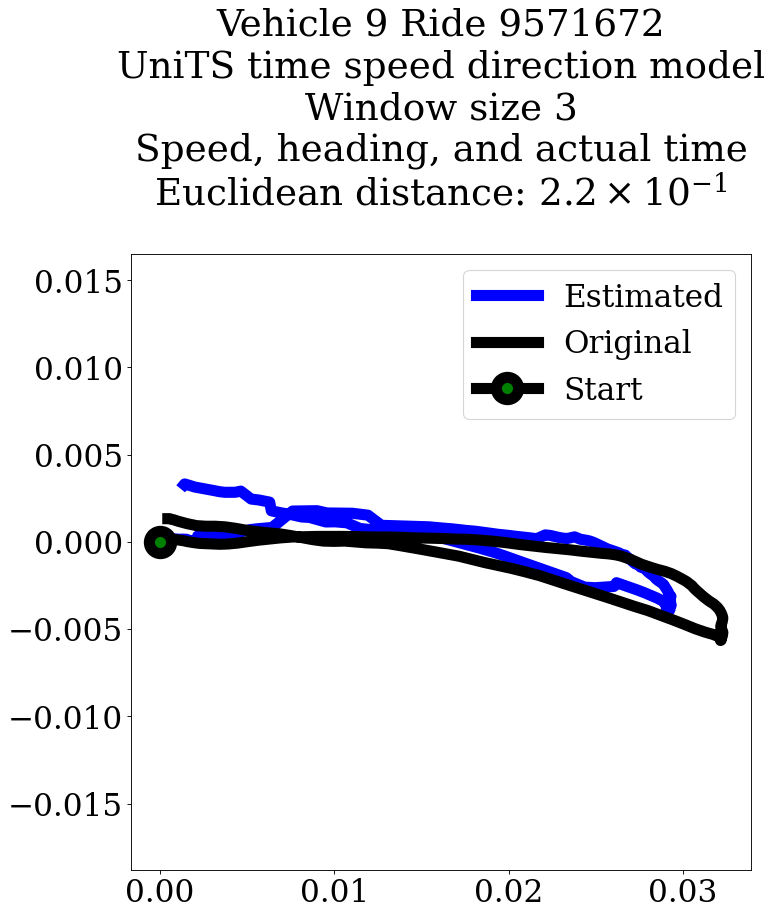 Vehicle 9 Ride 9571672
UniTS time speed direction model
Window size 3
Speed, heading, and actual time
Euclidean distance: 2.2 × 10⁻¹
Estimated
Original
Start
0.015
0.010
0.005
0.000
−0.005
−0.010
−0.015
0.00 0.01 0.02 0.03